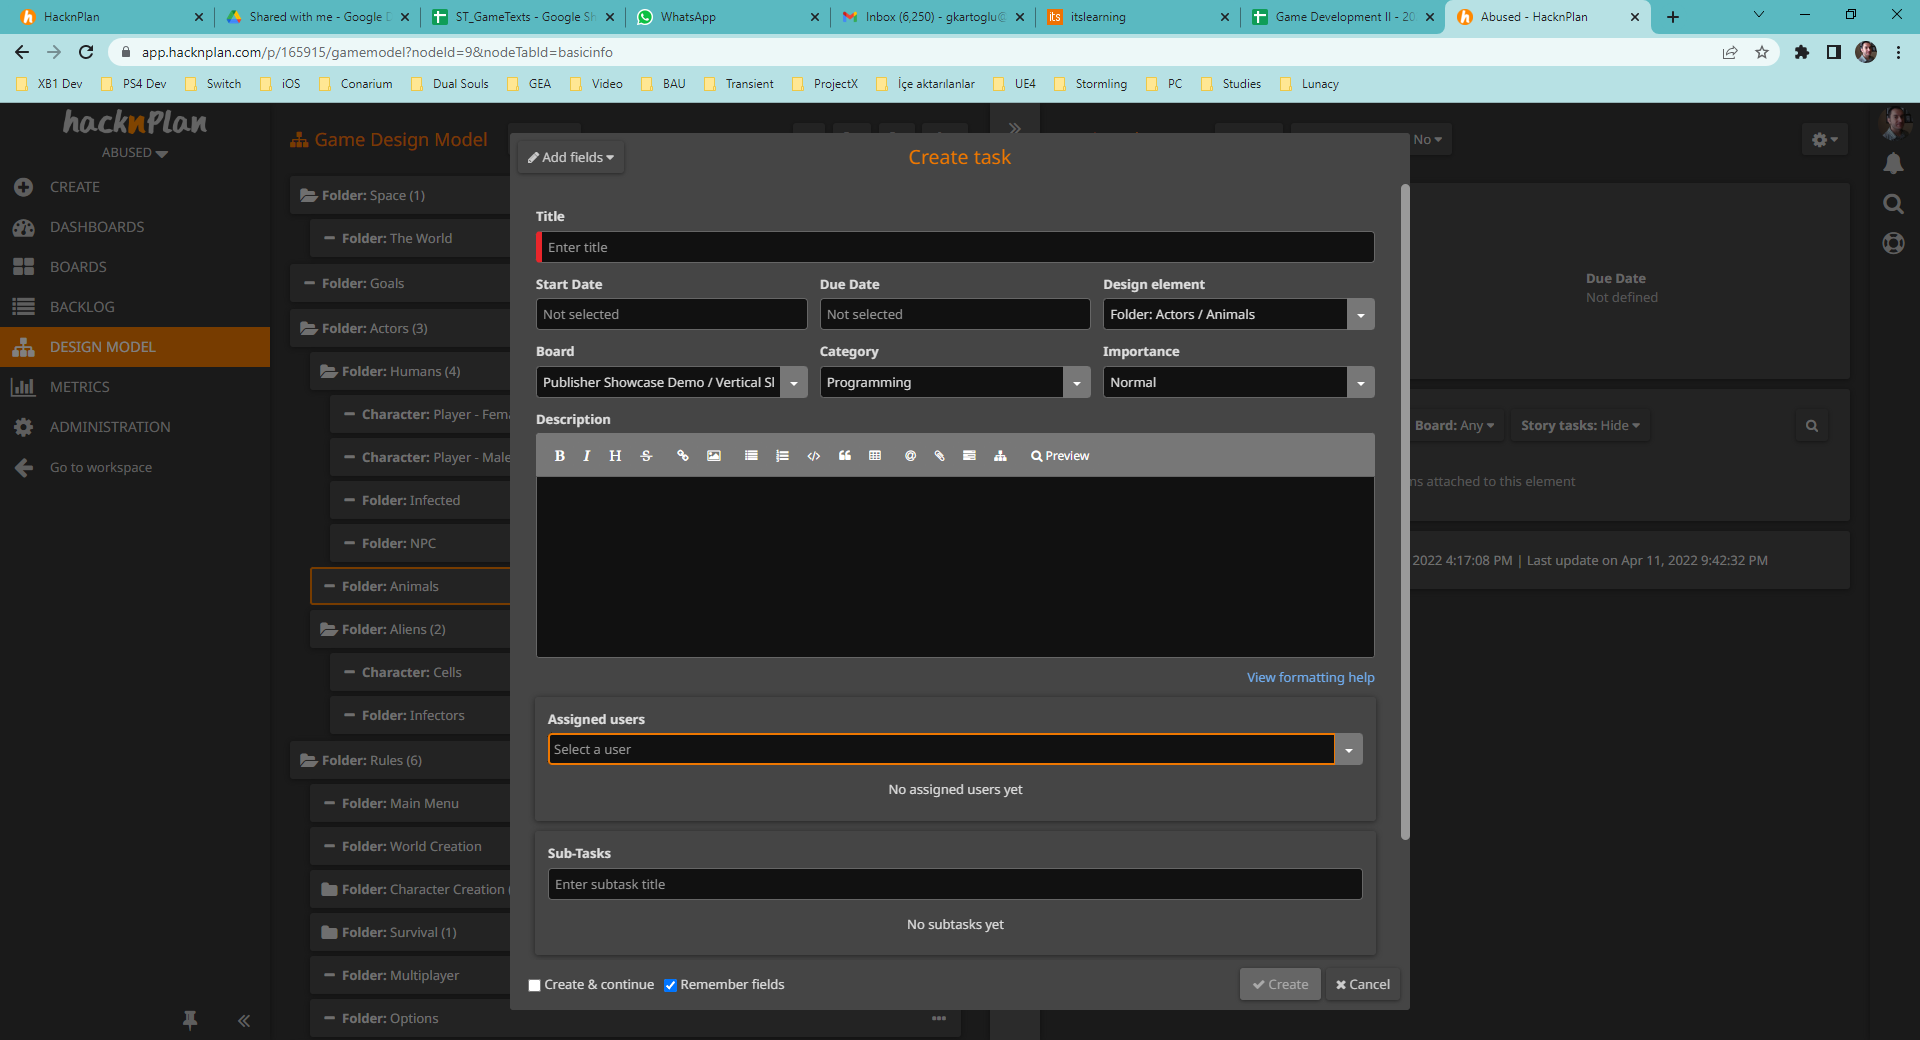 HacknPlan
Shared with me - Google D
ST_GameTexts - Google Sh
WhatsApp
Inbox (6,250) - gkartoglu@
itslearning
Game Development II - 20
Abused - HacknPlan
app.hacknplan.com/p/165915/gamemodel?nodeId=9&nodeTabId=basicinfo
XB1 Dev
PS4 Dev
Switch
iOS
Conarium
Dual Souls
GEA
Video
BAU
Transient
ProjectX
İçe aktarılanlar
UE4
Stormling
PC
Studies
Lunacy
hacknPlan
ABUSED
CREATE
DASHBOARDS
BOARDS
BACKLOG
DESIGN MODEL
METRICS
ADMINISTRATION
Go to workspace
Game Design Model
Folder: Space (1)
Folder: The World
Folder: Goals
Folder: Actors (3)
Folder: Humans (4)
Character: Player - Fema
Character: Player - Male
Folder: Infected
Folder: NPC
Folder: Animals
Folder: Aliens (2)
Character: Cells
Folder: Infectors
Folder: Rules (6)
Folder: Main Menu
Folder: World Creation
Folder: Character Creation (
Folder: Survival (1)
Folder: Multiplayer
Folder: Options
Add fields
Create task
Title
Enter title
Start Date
Due Date
Design element
Not selected
Not selected
Folder: Actors / Animals
Board
Category
Importance
Publisher Showcase Demo / Vertical Sl
Programming
Normal
Description
B I H S
Preview
View formatting help
Assigned users
Select a user
No assigned users yet
Sub-Tasks
Enter subtask title
No subtasks yet
Create & continue
Remember fields
Create
Cancel
No
Due Date
Not defined
Board: Any
Story tasks: Hide
ns attached to this element
2022 4:17:08 PM | Last update on Apr 11, 2022 9:42:32 PM